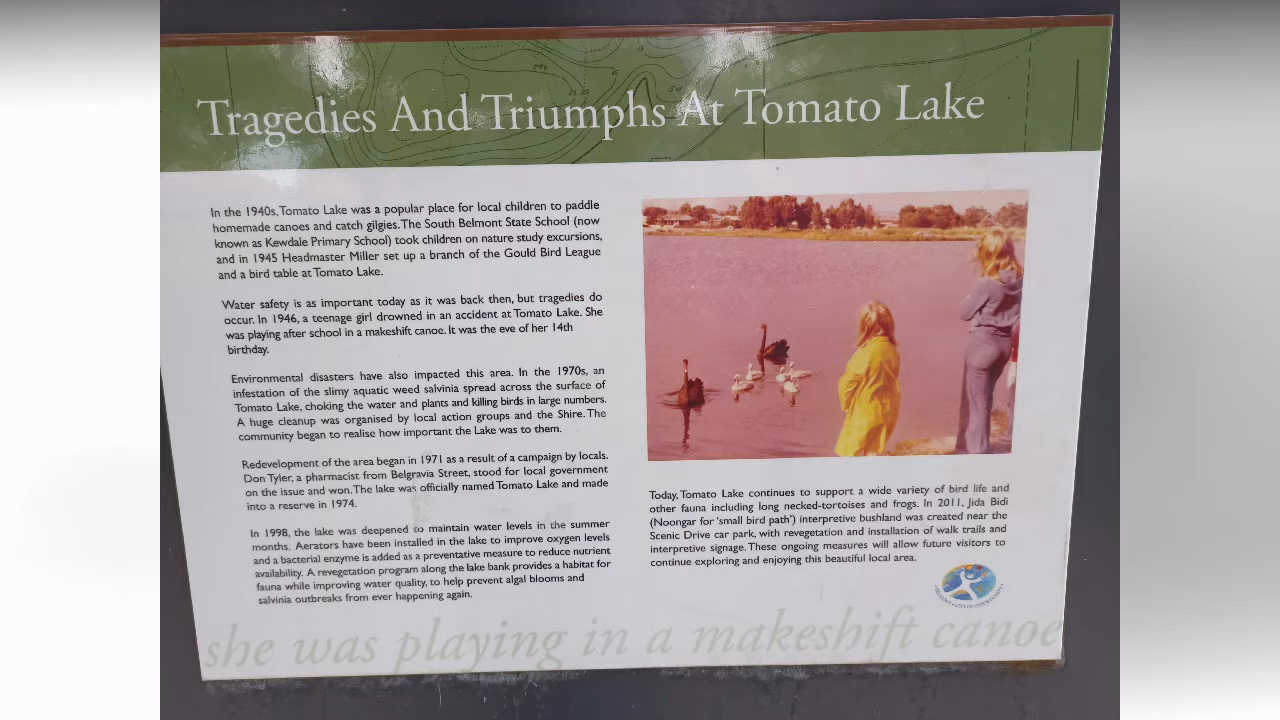 Tragedies And Triumphs At Tomato Lake
In the 1940s, Tomato Lake was a popular place for local children to paddle
homemade canoes and catch gilgies. The South Belmont State School (now
known as Kewdale Primary School) took children on nature study excursions,
and in 1945 Headmaster Miller set up a branch of the Gould Bird League
and a bird table at Tomato Lake.
Water safety is as important today as it was back then, but tragedies do
occur. In 1946, a teenage girl drowned in an accident at Tomato Lake. She
was playing after school in a makeshift canoe. It was the eve of her 14th
birthday.
Environmental disasters have also impacted this area. In the 1970s, an
infestation of the slimy aquatic weed salvinia spread across the surface of
Tomato Lake, choking the water and plants and killing birds in large numbers.
A huge cleanup was organised by local action groups and the Shire. The
community began to realise how important the Lake was to them.
Redevelopment of the area began in 1971 as a result of a campaign by locals.
Don Tyler, a pharmacist from Belgravia Street, stood for local government
on the issue and won. The lake was officially named Tomato Lake and made
into a reserve in 1974.
In 1998, the lake was deepened to maintain water levels in the summer
months. Aerators have been installed in the lake to improve oxygen levels
and a bacterial enzyme is added as a preventative measure to reduce nutrient
availability. A revegetation program along the lake bank provides a habitat for
fauna while improving water quality, to help prevent algal blooms and
salvinia outbreaks from ever happening again.
Today, Tomato Lake continues to support a wide variety of bird life and
other fauna including long necked-tortoises and frogs. In 2011, Jida Bidi
(Noongar for 'small bird path') interpretive bushland was created near the
Scenic Drive car park, with revegetation and installation of walk trails and
interpretive signage. These ongoing measures will allow future visitors to
continue exploring and enjoying this beautiful local area.
she was playing in a makeshift canoe